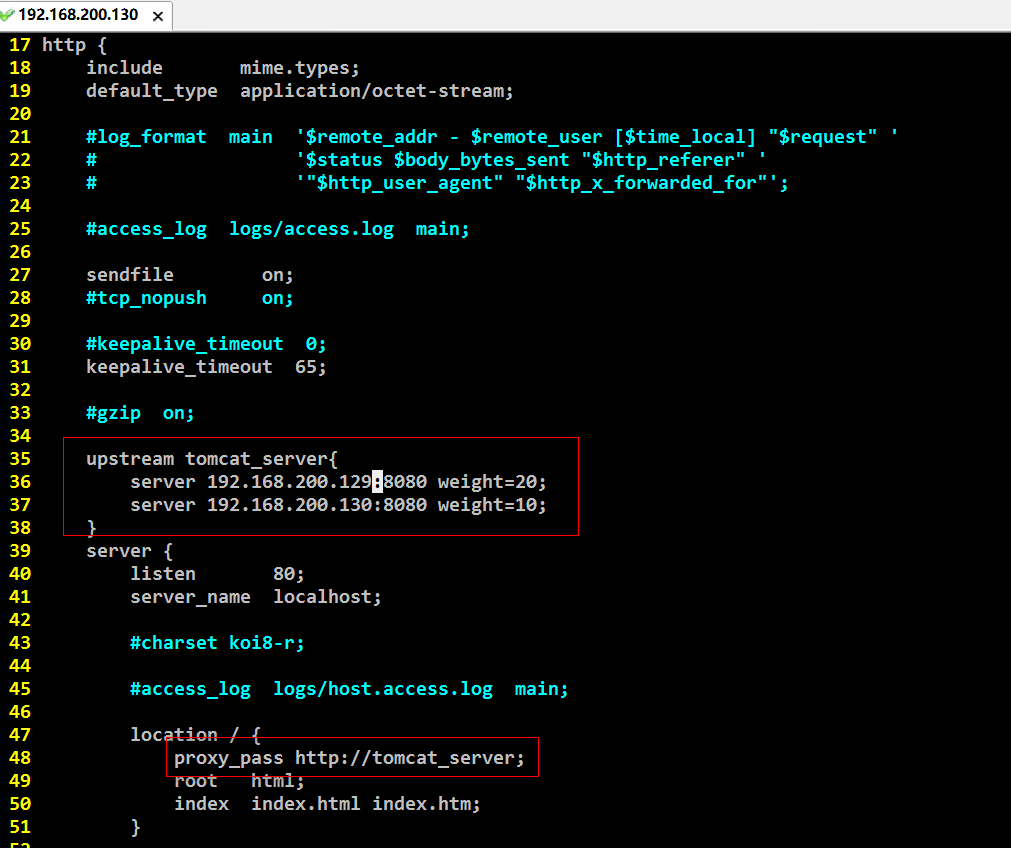 192.168.200.130 ×
17 http {
18     include       mime.types;
19     default_type  application/octet-stream;
20
21     #log_format  main  '$remote_addr - $remote_user [$time_local] "$request" '
22     #                  '$status $body_bytes_sent "$http_referer" '
23     #                  '"$http_user_agent" "$http_x_forwarded_for"';
24
25     #access_log  logs/access.log  main;
26
27     sendfile        on;
28     #tcp_nopush     on;
29
30     #keepalive_timeout  0;
31     keepalive_timeout  65;
32
33     #gzip  on;
34
35     upstream tomcat_server{
36         server 192.168.200.129:8080 weight=20;
37         server 192.168.200.130:8080 weight=10;
38     }
39     server {
40         listen       80;
41         server_name  localhost;
42
43         #charset koi8-r;
44
45         #access_log  logs/host.access.log  main;
46
47         location / {
48             proxy_pass http://tomcat_server;
49             root   html;
50             index  index.html index.htm;
51         }